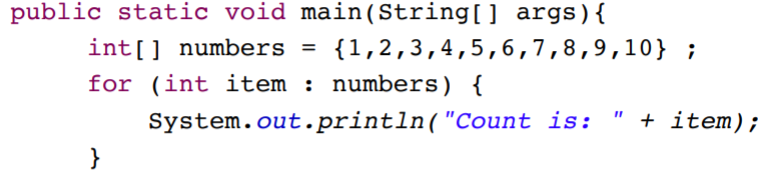 public static void main(String[] args){
int[] numbers = {1,2,3,4,5,6,7,8,9,10} ;
for (int item : numbers) {
System.out.println("Count is: " + item);
}